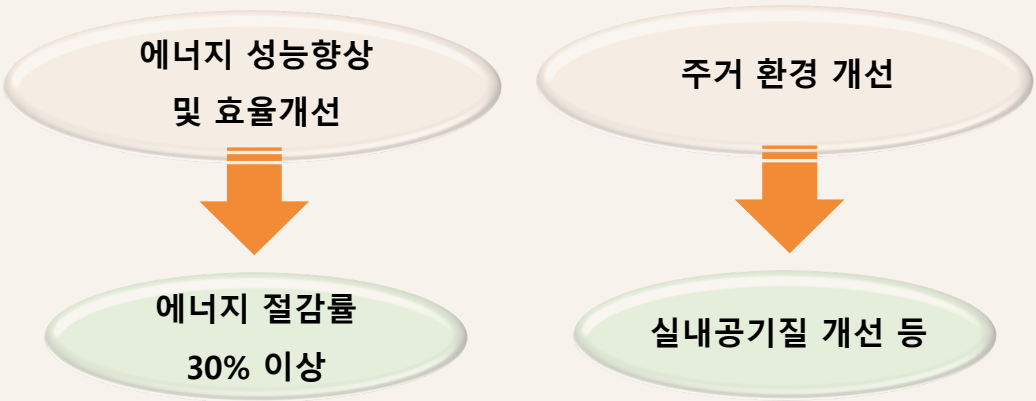 에너지 성능향상
및 효율개선
주거 환경 개선
에너지 절감률
30% 이상
실내공기질 개선 등